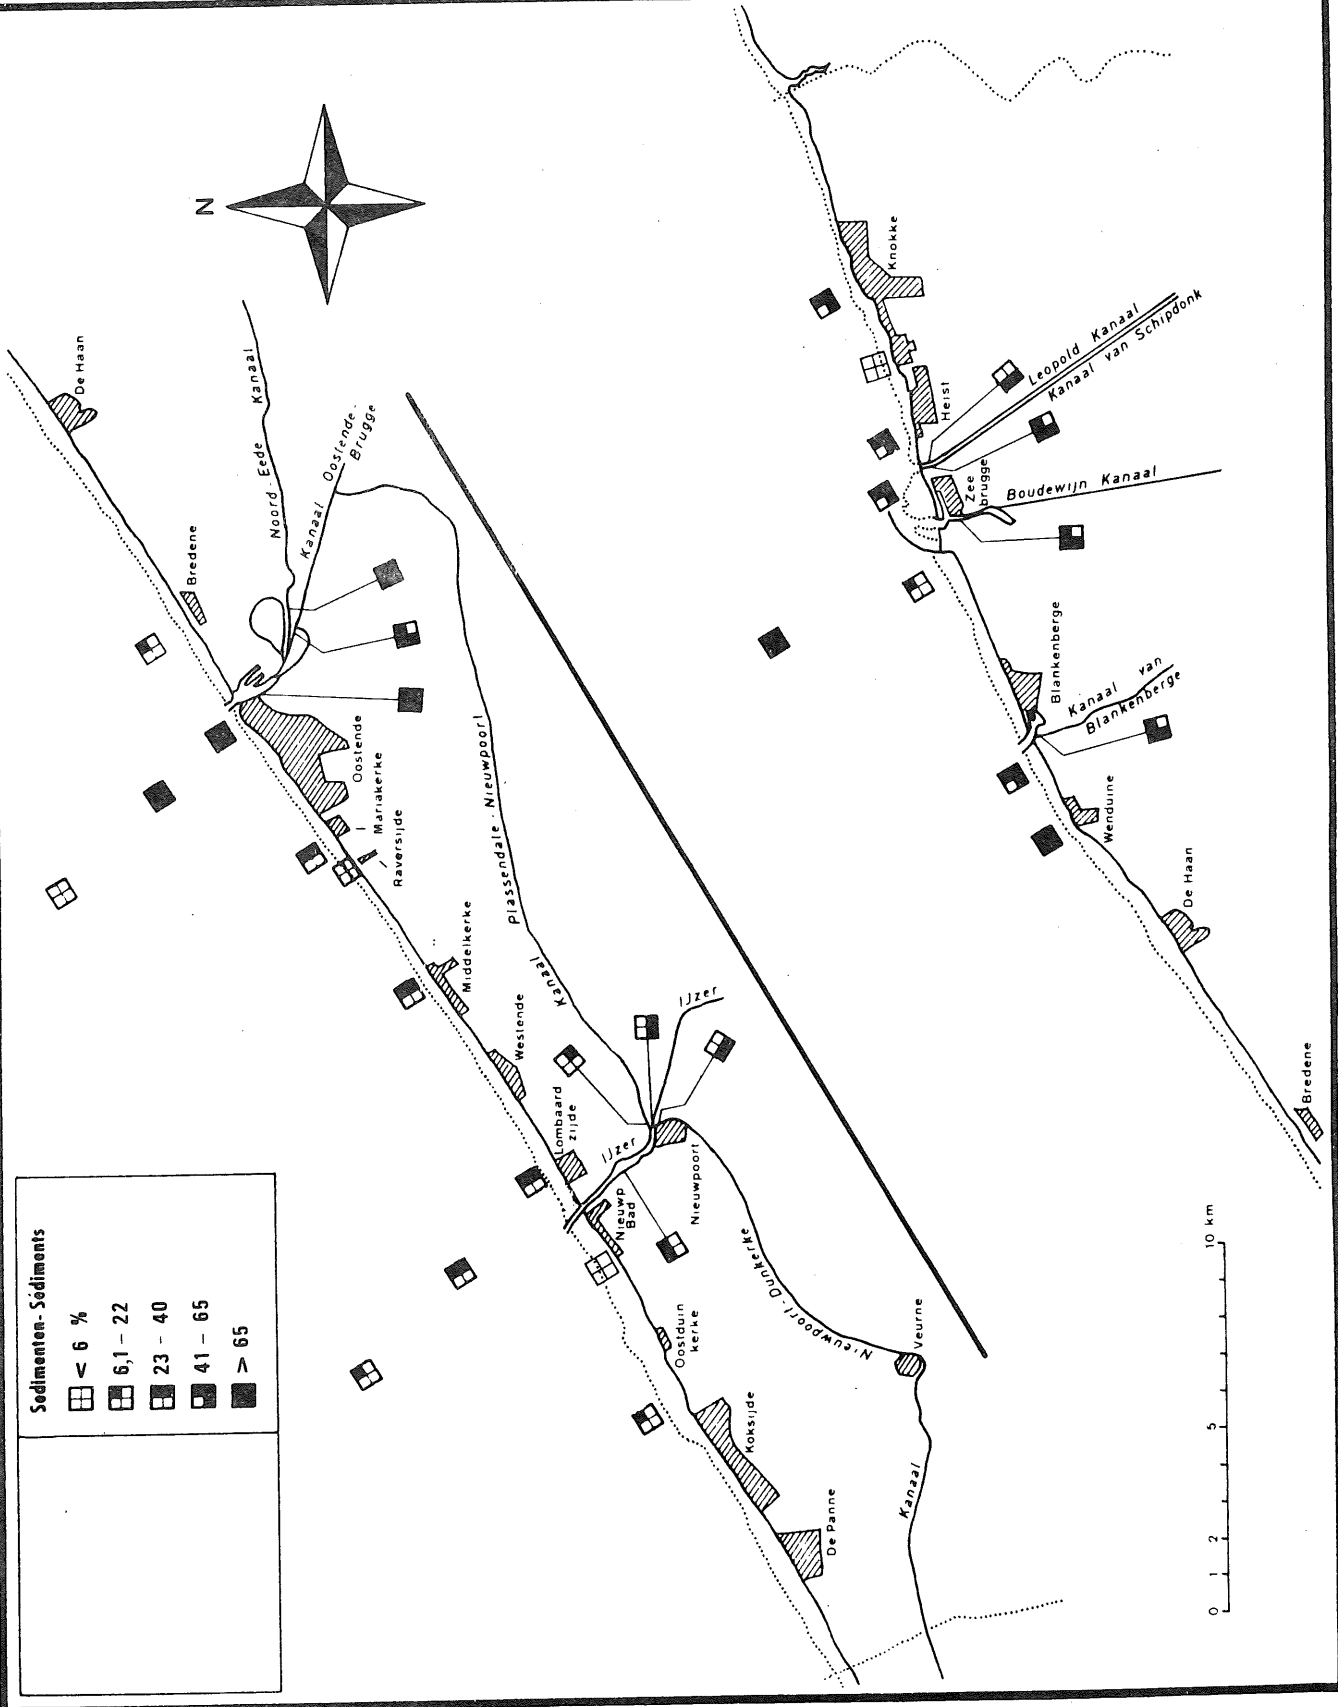 Sedimenten-Sédiments
< 6 %
6,1 - 22
23 - 40
41 - 65
> 65
N
De Haan
Bredene
Noord-Eede Kanaal
Kanaal Oostende-
Brugge
Oostende
Mariakerke
Raversijde
Middelkerke
Westende
Lombaard
zijde
IJzer
IJzer
Nieuwp
Bad
Nieuwpoort
Kanaal Plassendale - Nieuwpoort
Oostduin
kerke
Koksijde
De Panne
Veurne
Kanaal Nieuwpoort-Dunkerke
Knokke
Heist
Leopold Kanaal
Kanaal van Schipdonk
Zee
brugge
Boudewijn Kanaal
Blankenberge
Kanaal van
Blankenberge
Wenduine
De Haan
Bredene
0 1 2 5 10 km